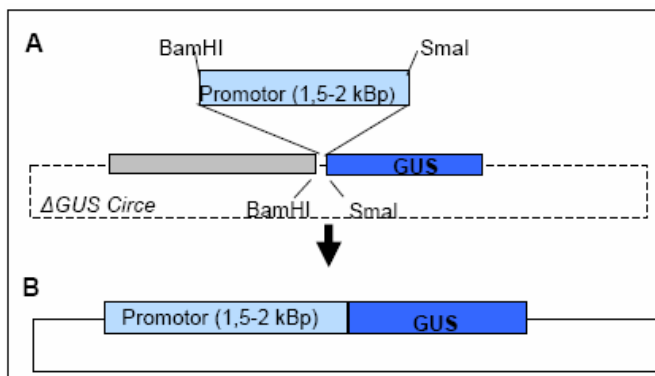 A
BamHI
SmaI
Promotor (1,5-2 kBp)
GUS
ΔGUS Circe
BamHI
SmaI
B
Promotor (1,5-2 kBp)
GUS